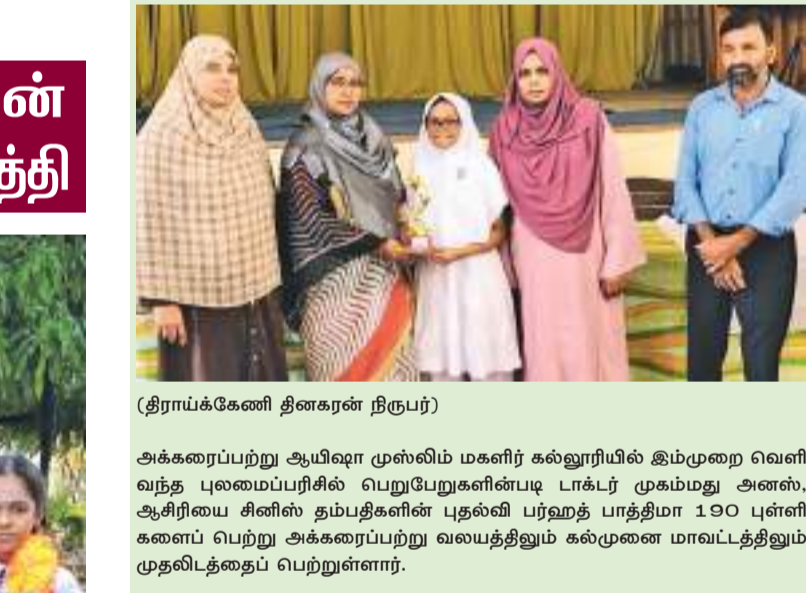 ன்
த்தி
(திராய்க்கேணி தினகரன் நிருபர்)
அக்கரைப்பற்று ஆயிஷா முஸ்லிம் மகளிர் கல்லூரியில் இம்முறை வெளி
வந்த புலமைப்பரிசில் பெறுபேறுகளின்படி டாக்டர் முகம்மது அனஸ்,
ஆசிரியை சினிஸ் தம்பதிகளின் புதல்வி பர்ஹத் பாத்திமா 190 புள்ளி
களைப் பெற்று அக்கரைப்பற்று வலயத்திலும் கல்முனை மாவட்டத்திலும்
முதலிடத்தைப் பெற்றுள்ளார்.